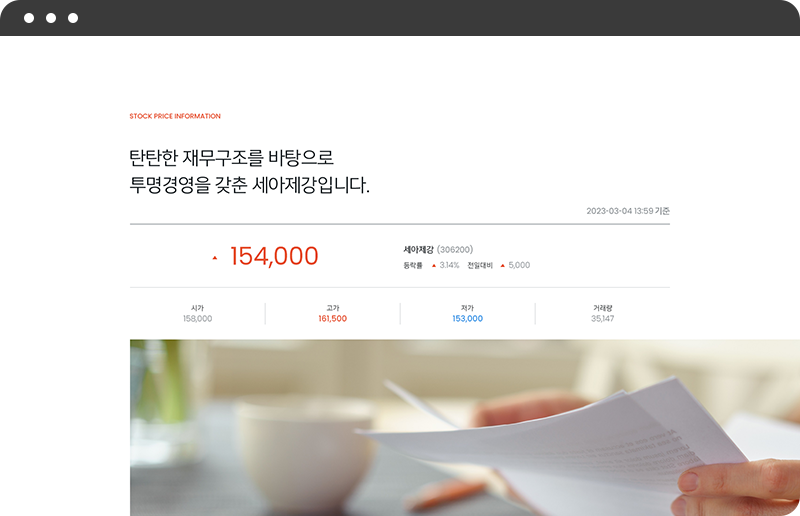 STOCK PRICE INFORMATION
탄탄한 재무구조를 바탕으로
투명경영을 갖춘 세아제강입니다.
2023-03-04 13:59 기준
▲ 154,000
세아제강 (306200)
등락률 ▲ 3.14% 전일대비 ▲ 5,000
시가 고가 저가 거래량
158,000 161,500 153,000 35,147